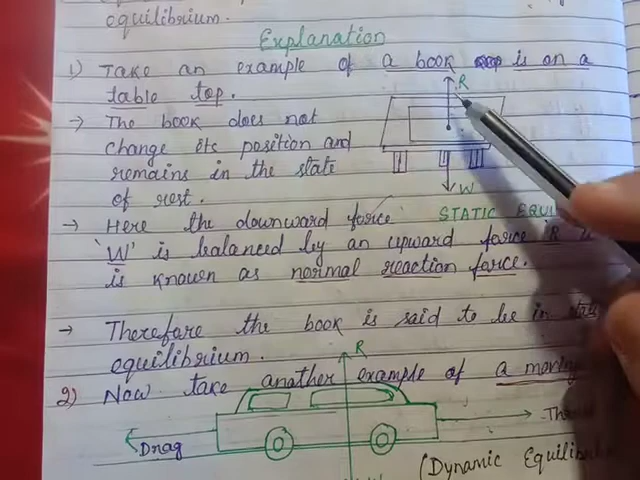 equilibrium.
Explanation
1) Take an example of a book is on a
table top.
R
→ The book does not
change its position and
remains in the state
of rest.
W
→ Here the downward force
STATIC
'W' is balanced by an upward force 'R'
is known as normal reaction force.
→ Therefore the book is said to be in
equilibrium.
R
2) Now take another example of a moving
Drag
(Dynamic